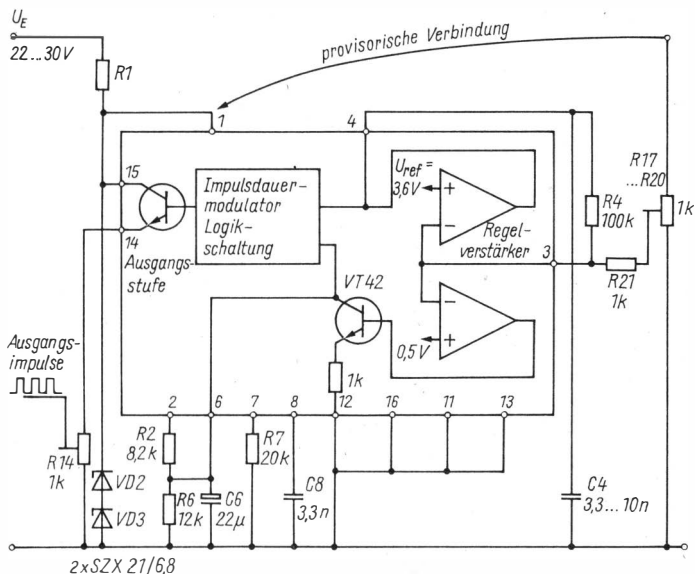 U_E
22...30V
R1
provisorische Verbindung
1
4
15
14
Impulsdauer-
modulator
Logik-
schaltung
Ausgangs-
stufe
U_ref =
3,6V
+
−
Regel-
verstärker
3
R4
100k
R17
...R20
1k
R21
1k
VT42
−
+
0,5V
1k
Ausgangs-
impulse
2
6
7
8
12
16
11
13
R14
1k
R2
8,2k
R6
12k
C6
22µ
R7
20k
C8
3,3n
C4
3,3...10n
VD2
VD3
2xSZX 21/6,8